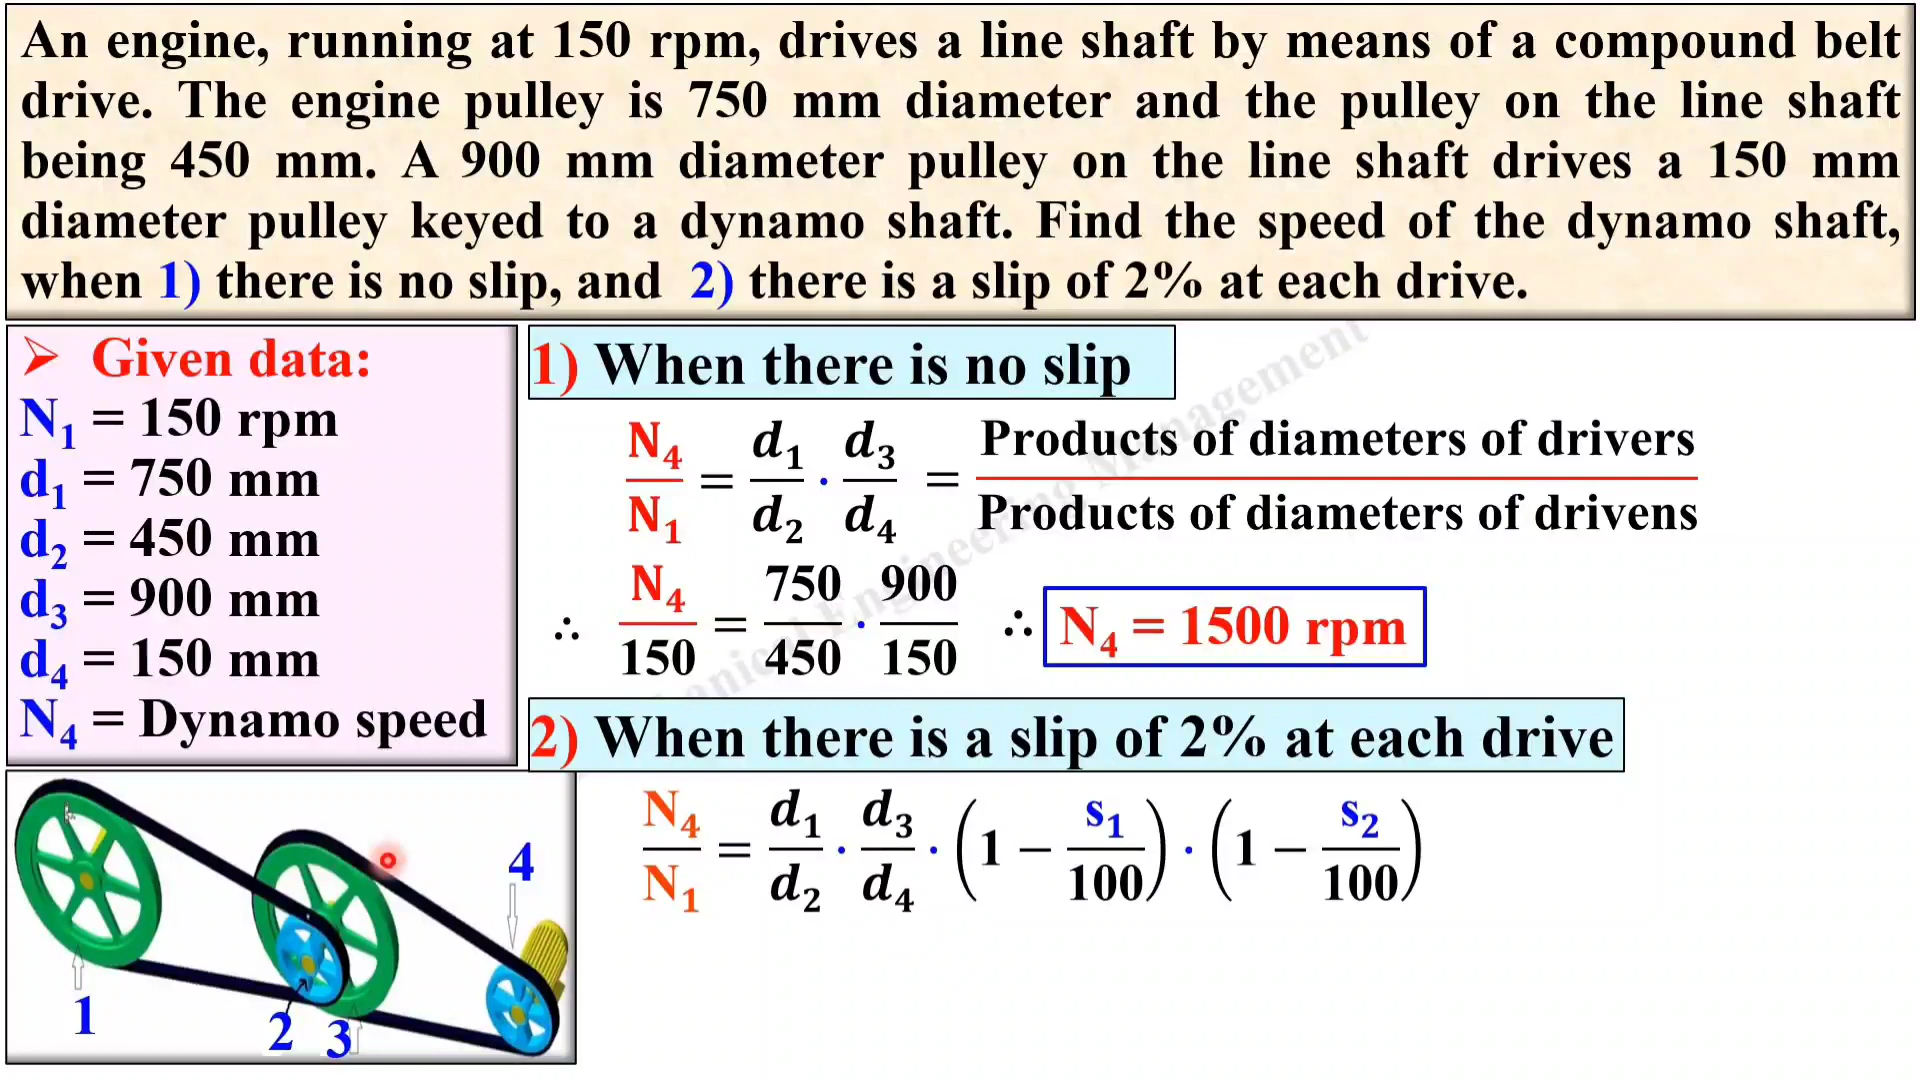 An engine, running at 150 rpm, drives a line shaft by means of a compound belt
drive. The engine pulley is 750 mm diameter and the pulley on the line shaft
being 450 mm. A 900 mm diameter pulley on the line shaft drives a 150 mm
diameter pulley keyed to a dynamo shaft. Find the speed of the dynamo shaft,
when 1) there is no slip, and 2) there is a slip of 2% at each drive.
➢ Given data:
N₁ = 150 rpm
d₁ = 750 mm
d₂ = 450 mm
d₃ = 900 mm
d₄ = 150 mm
N₄ = Dynamo speed
1) When there is no slip
N₄/N₁ = d₁/d₂ · d₃/d₄ = Products of diameters of drivers / Products of diameters of drivens
∴ N₄/150 = 750/450 · 900/150 ∴ N₄ = 1500 rpm
2) When there is a slip of 2% at each drive
N₄/N₁ = d₁/d₂ · d₃/d₄ · (1 − s₁/100) · (1 − s₂/100)
1
2
3
4
Engineering Management